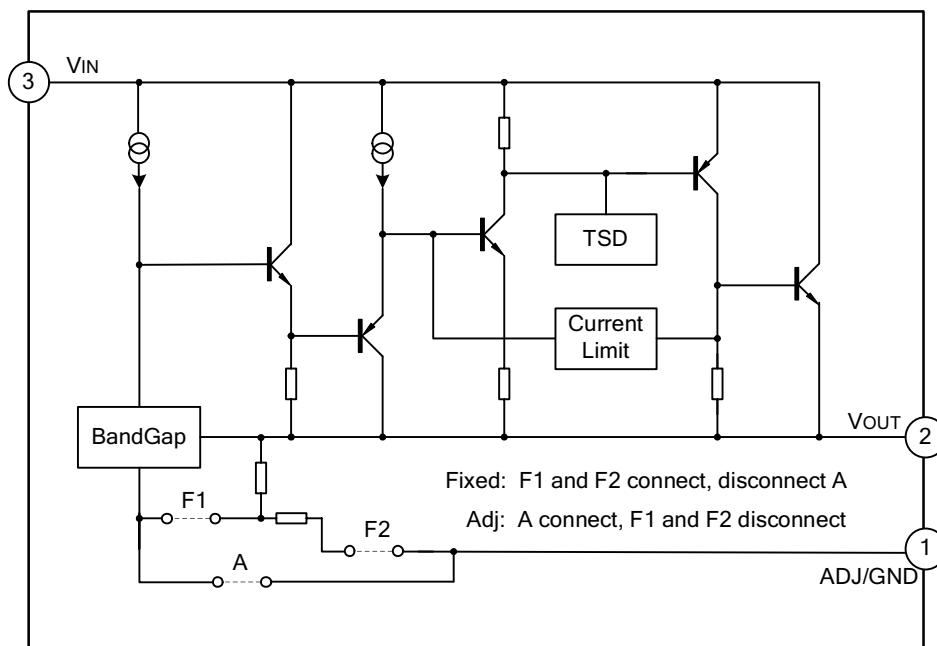 3
VIN
TSD
Current
Limit
BandGap
VOUT
2
Fixed: F1 and F2 connect, disconnect A
F1
Adj: A connect, F1 and F2 disconnect
F2
1
A
ADJ/GND